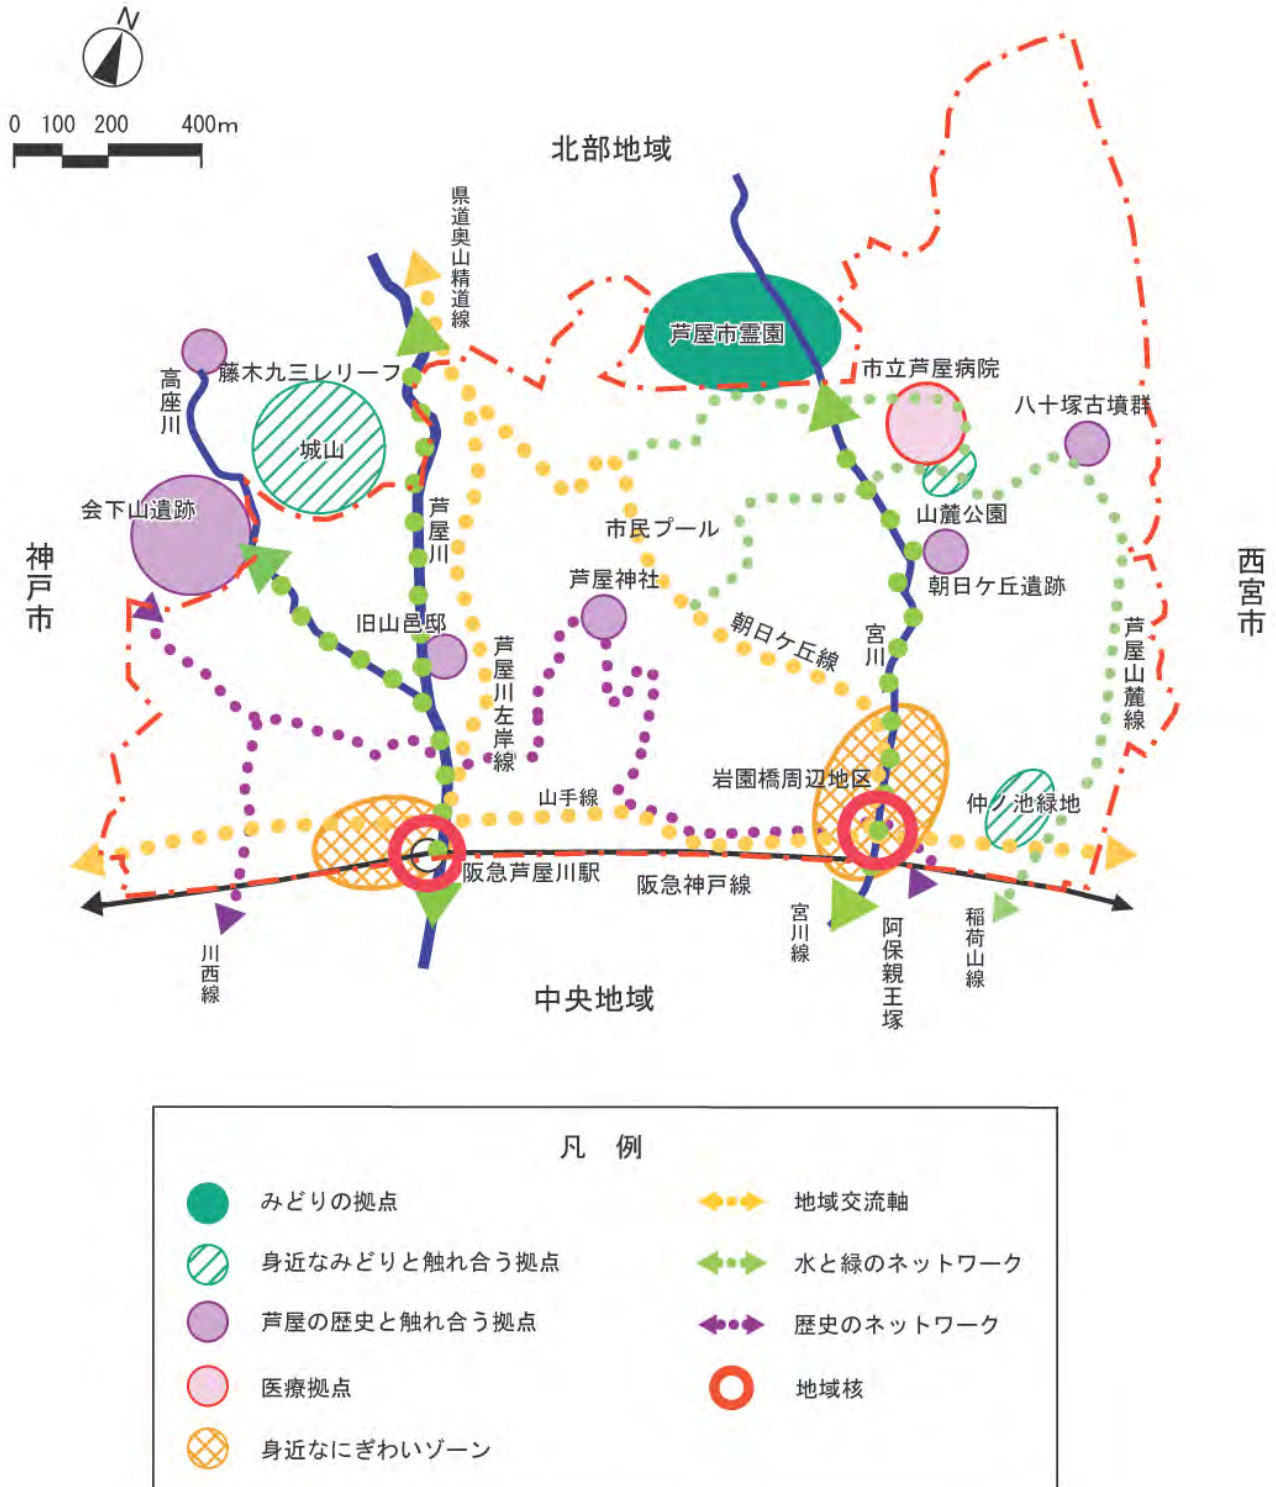 N
0 100 200 400m
北部地域
県道奥山精道線
芦屋市霊園
藤木九三レリーフ
高座川
市立芦屋病院
八十塚古墳群
城山
会下山遺跡
芦屋川
山麓公園
市民プール
神戸市
西宮市
芦屋神社
朝日ケ丘遺跡
旧山邑邸
朝日ケ丘線
宮川
芦屋山麓線
芦屋川左岸線
岩園橋周辺地区
山手線
仲ノ池緑地
阪急芦屋川駅
阪急神戸線
川西線
宮川線
阿保親王塚
稲荷山線
中央地域
凡 例
みどりの拠点
地域交流軸
身近なみどりと触れ合う拠点
水と緑のネットワーク
芦屋の歴史と触れ合う拠点
歴史のネットワーク
医療拠点
地域核
身近なにぎわいゾーン